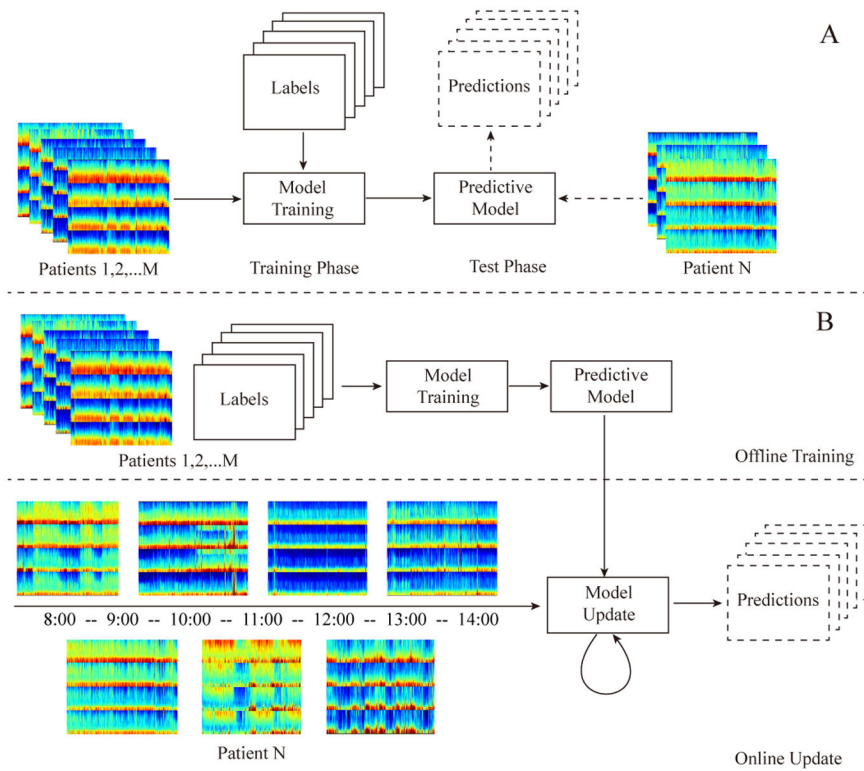 A
Labels
Predictions
Model
Training
Predictive
Model
Patients 1,2,...M
Training Phase
Test Phase
Patient N
B
Labels
Model
Training
Predictive
Model
Patients 1,2,...M
Offline Training
8:00 -- 9:00 -- 10:00 -- 11:00 -- 12:00 -- 13:00 -- 14:00
Model
Update
Predictions
Patient N
Online Update